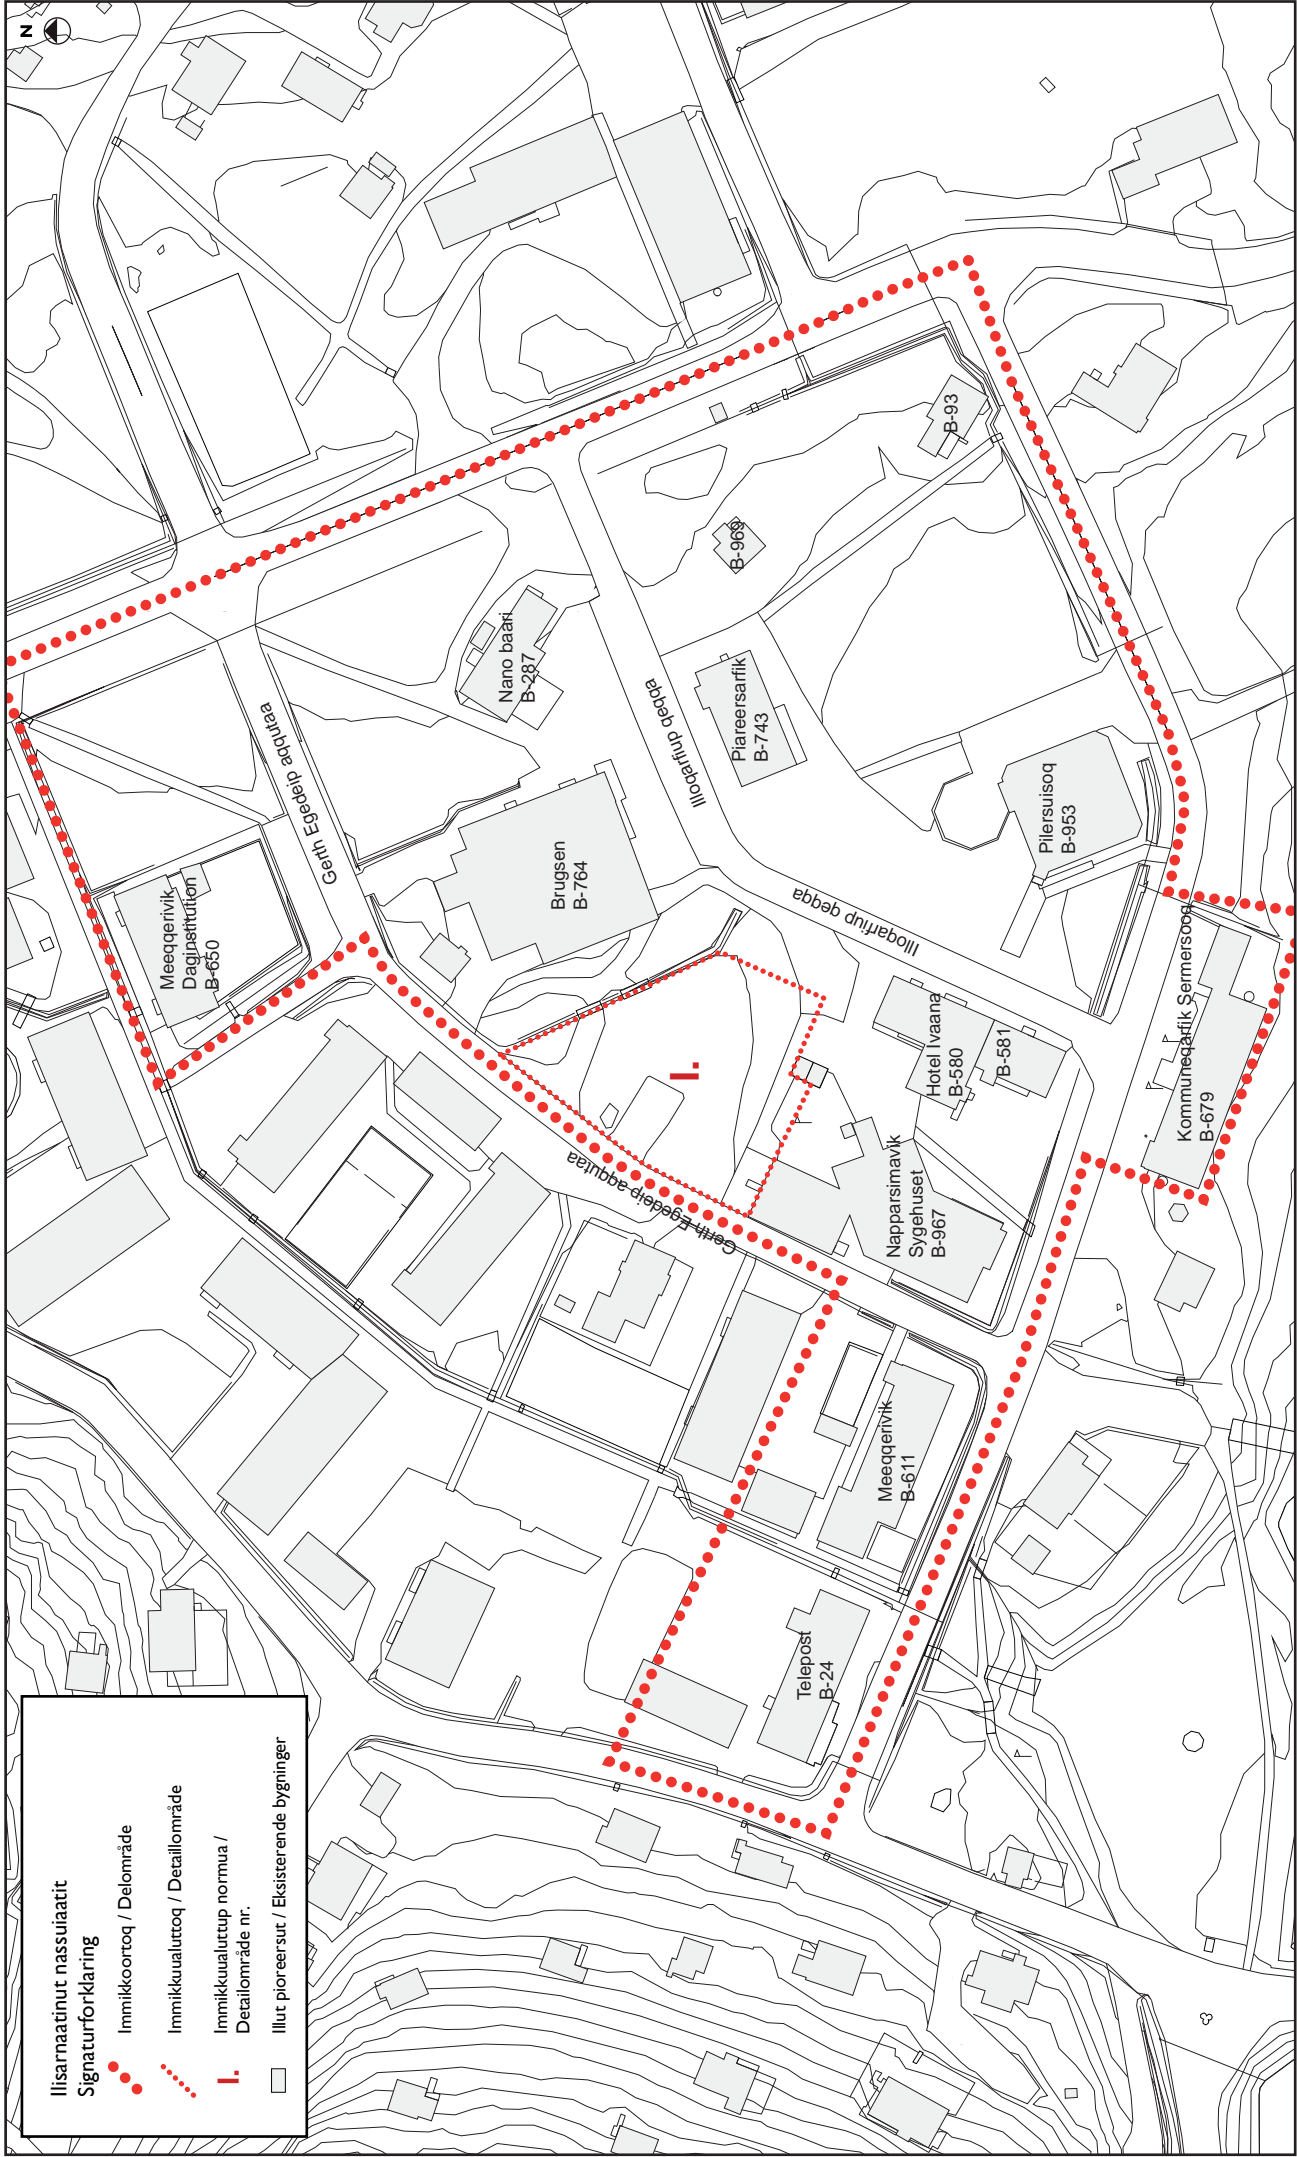 N
Meeqqerivik
Daginstitution
B-650
Gerth Egedeip aqqutaa
Nano baari
B-287
Brugsen
B-764
Illoqarfiup qeqqa
Piareersarfik
B-743
B-969
B-93
Pilersuisoq
B-953
Illoqarfiup qeqqa
I.
Hotel Ivaana
B-580
B-581
Kommuneqarfik Sermersooq
B-679
Gerth Egedeip aqqutaa
Napparsimavik
Sygehuset
B-967
Meeqqerivik
B-611
Telepost
B-24
Ilisarnaatinut nassuiaatit
Signaturforklaring
Immikkoortoq / Delområde
Immikkuualuttoq / Detaillområde
I.
Immikkuualuttup normua /
Detailområde nr.
Illut pioreersut / Eksisterende bygninger